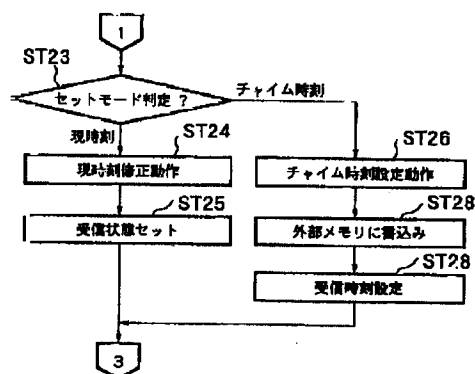 1
ST23
セットモード判定 ?
チャイム時刻
現時刻
ST24
現時刻修正動作
ST25
受信状態セット
ST26
チャイム時刻設定動作
ST28
外部メモリに書込み
ST28
受信時刻設定
3